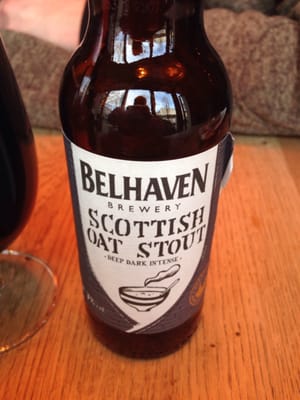 BELHAVEN
BREWERY
SCOTTISH
OAT STOUT
· DEEP DARK INTENSE ·